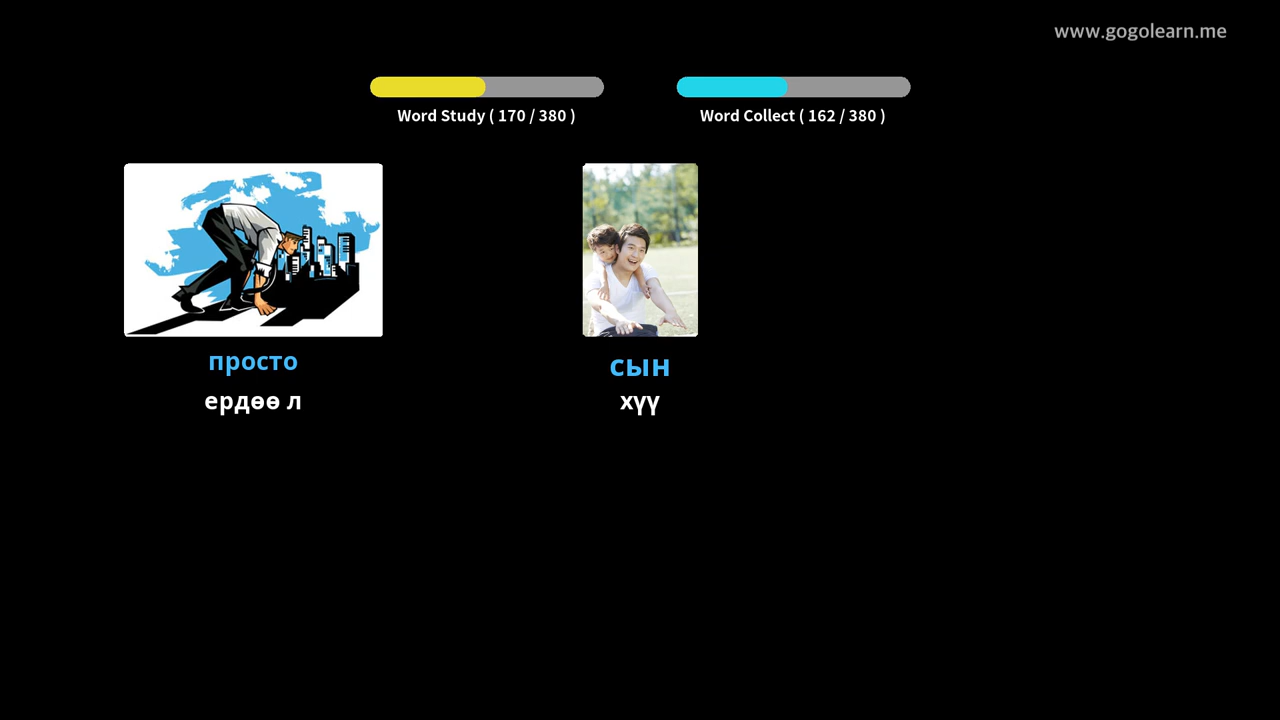 www.gogolearn.me
Word Study ( 170 / 380 )
Word Collect ( 162 / 380 )
просто
ердөө л
сын
хүү